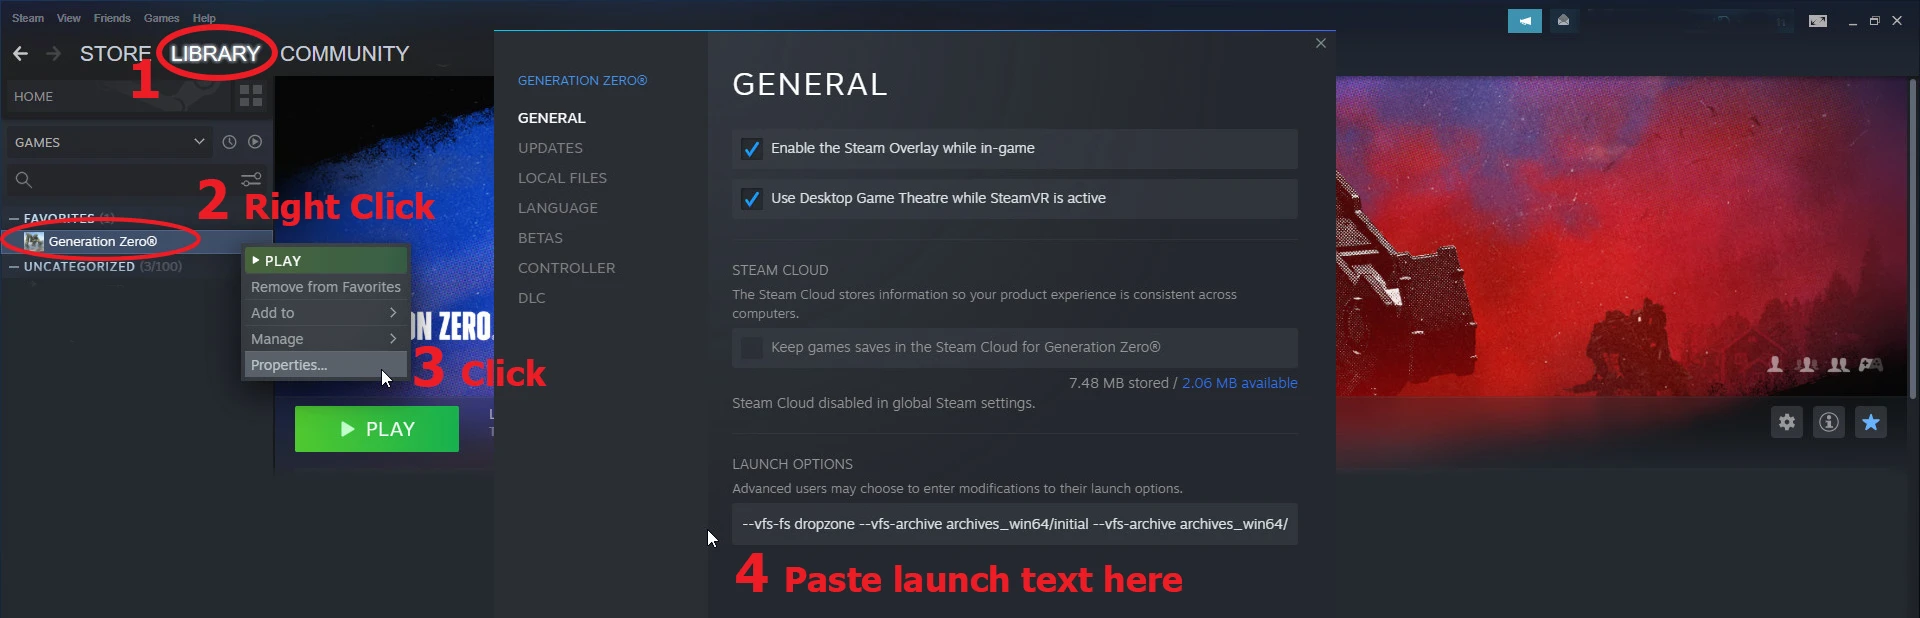 Steam View Friends Games Help
STORE LIBRARY COMMUNITY
1
HOME
GAMES
2 Right Click
— FAVORITES (1)
Generation Zero®
— UNCATEGORIZED (3/100)
PLAY
Remove from Favorites
Add to
Manage
Properties...
3 Click
ON ZERO.
PLAY
GENERATION ZERO®
GENERAL
UPDATES
LOCAL FILES
LANGUAGE
BETAS
CONTROLLER
DLC
GENERAL
Enable the Steam Overlay while in-game
Use Desktop Game Theatre while SteamVR is active
STEAM CLOUD
The Steam Cloud stores information so your product experience is consistent across
computers.
Keep games saves in the Steam Cloud for Generation Zero®
7.48 MB stored / 2.06 MB available
Steam Cloud disabled in global Steam settings.
LAUNCH OPTIONS
Advanced users may choose to enter modifications to their launch options.
--vfs-fs dropzone --vfs-archive archives_win64/initial --vfs-archive archives_win64/
4 Paste launch text here